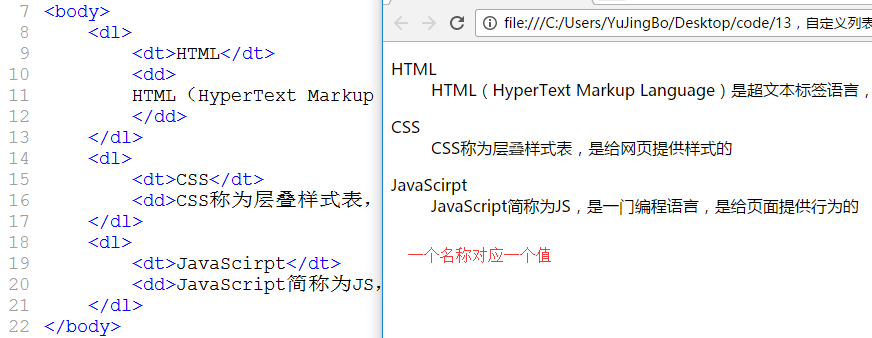 7 <body>
8 <dl>
9 <dt>HTML</dt>
10 <dd>
11 HTML（HyperText Markup
12 </dd>
13 </dl>
14 <dl>
15 <dt>CSS</dt>
16 <dd>CSS称为层叠样式表，
17 </dl>
18 <dl>
19 <dt>JavaScirpt</dt>
20 <dd>JavaScript简称为JS，
21 </dl>
22 </body>
file:///C:/Users/YuJingBo/Desktop/code/13，自定义列表
HTML
HTML（HyperText Markup Language）是超文本标签语言，
CSS
CSS称为层叠样式表，是给网页提供样式的
JavaScirpt
JavaScript简称为JS，是一门编程语言，是给页面提供行为的
一个名称对应一个值